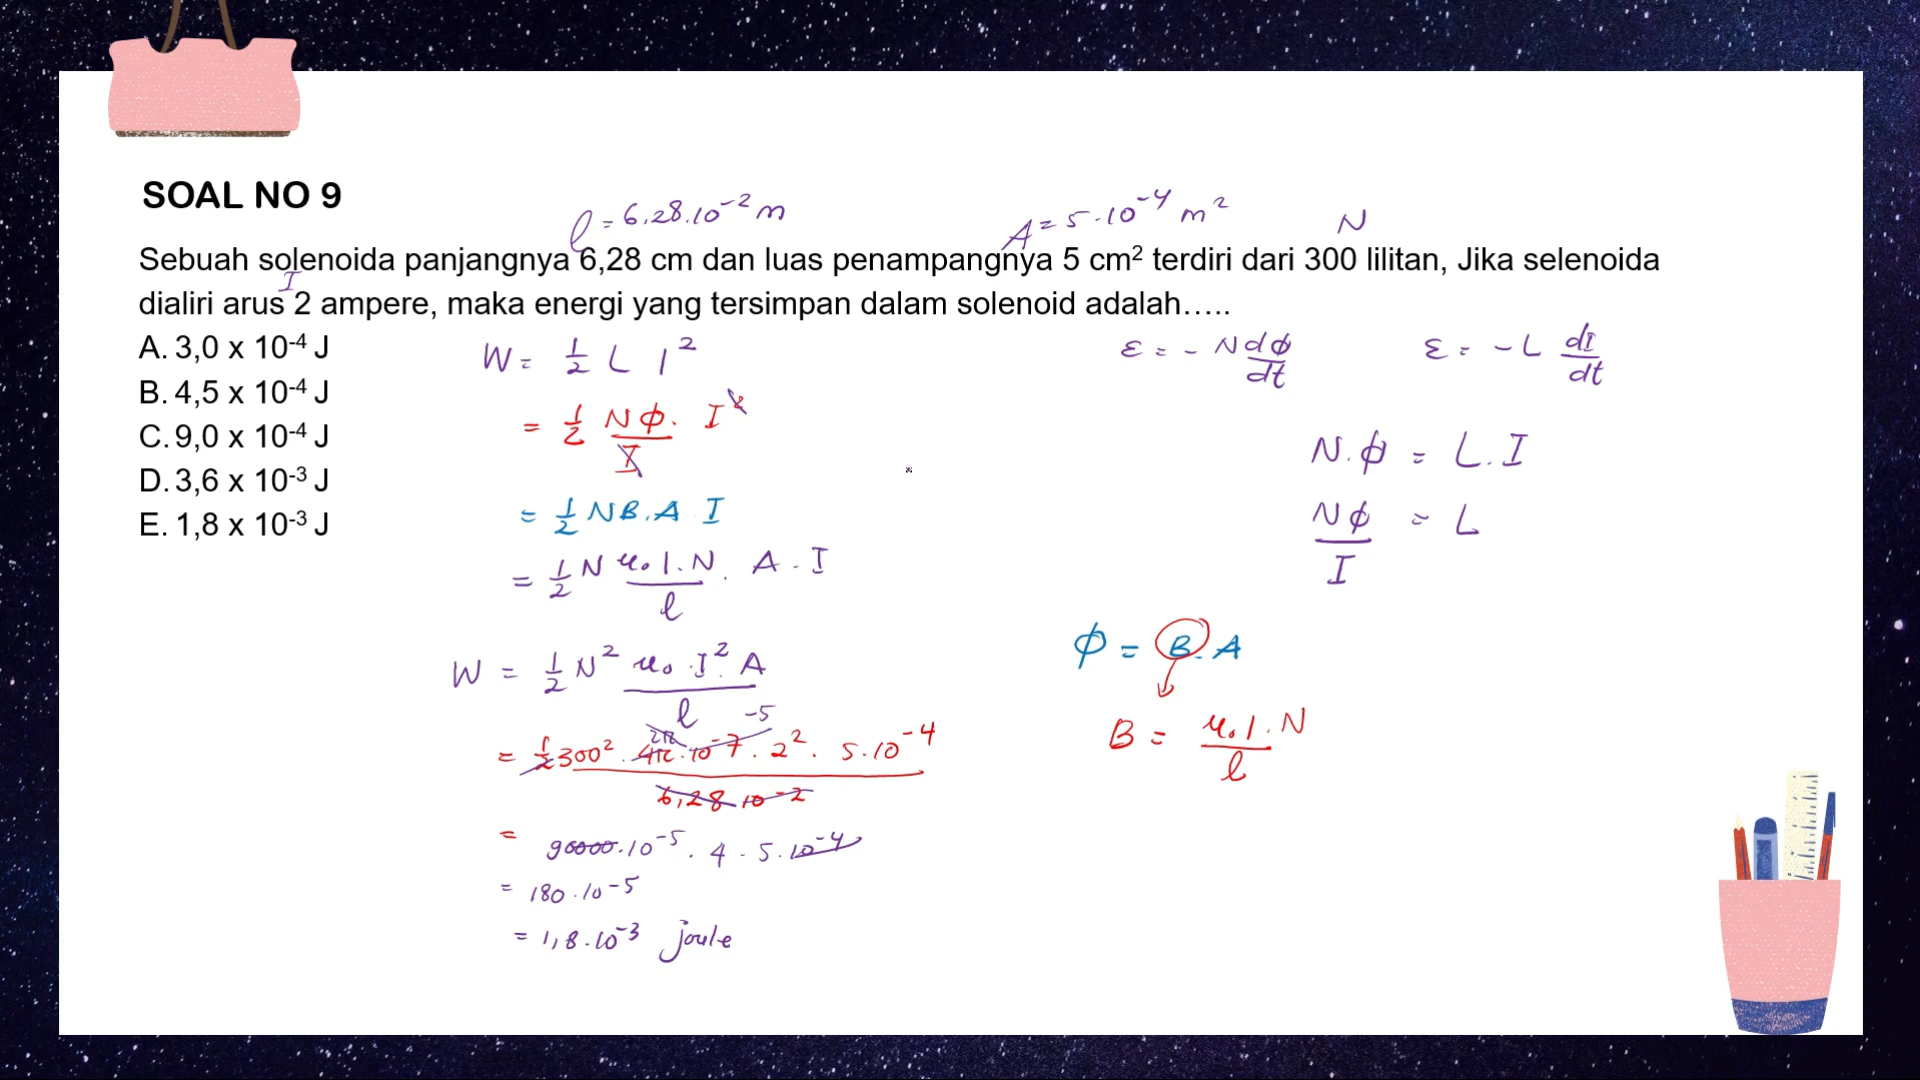 SOAL NO 9
l = 6,28.10⁻² m
A = 5.10⁻⁴ m²
N
Sebuah solenoida panjangnya 6,28 cm dan luas penampangnya 5 cm² terdiri dari 300 lilitan, Jika selenoida
I
dialiri arus 2 ampere, maka energi yang tersimpan dalam solenoid adalah…..
A. 3,0 x 10⁻⁴ J
B. 4,5 x 10⁻⁴ J
C. 9,0 x 10⁻⁴ J
D. 3,6 x 10⁻³ J
E. 1,8 x 10⁻³ J
W = 1/2 L I²
= 1/2 NΦ/I . I²
= 1/2 N B.A I
= 1/2 N μ₀ I.N/l . A . I
W = 1/2 N² μ₀ . I². A/l
2π -5
= 1/2 300² . 4π.10⁻⁷ . 2² . 5.10⁻⁴
6,28 10⁻²
= 90000.10⁻⁵ . 4 . 5.10⁻⁴
= 180.10⁻⁵
= 1,8.10⁻³ joule
ε = - N dΦ/dt
ε = - L dI/dt
N.Φ = L.I
NΦ/I = L
Φ = B.A
B = μ₀ I.N/l